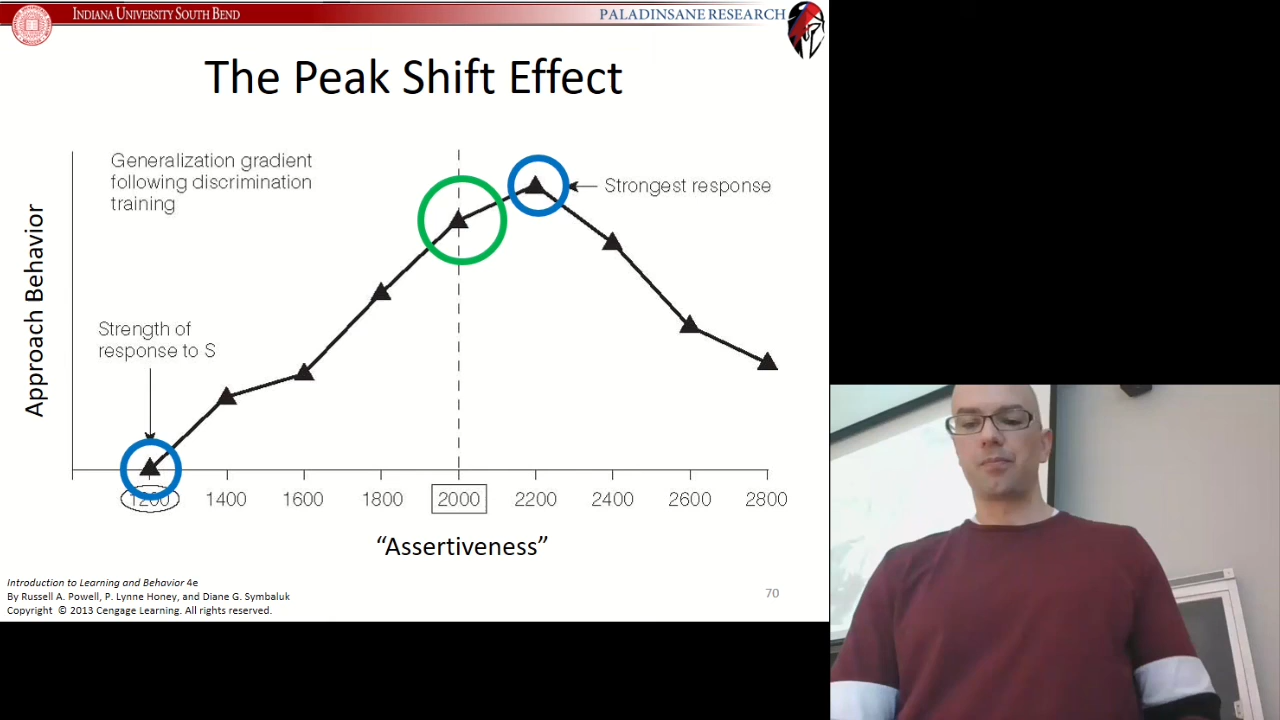 INDIANA UNIVERSITY SOUTH BEND
PALADINSANE RESEARCH
The Peak Shift Effect
Generalization gradient
following discrimination
training
Strongest response
Approach Behavior
Strength of
response to S
1200 1400 1600 1800 2000 2200 2400 2600 2800
“Assertiveness”
Introduction to Learning and Behavior 4e
By Russell A. Powell, P. Lynne Honey, and Diane G. Symbaluk
Copyright © 2013 Cengage Learning. All rights reserved.
70